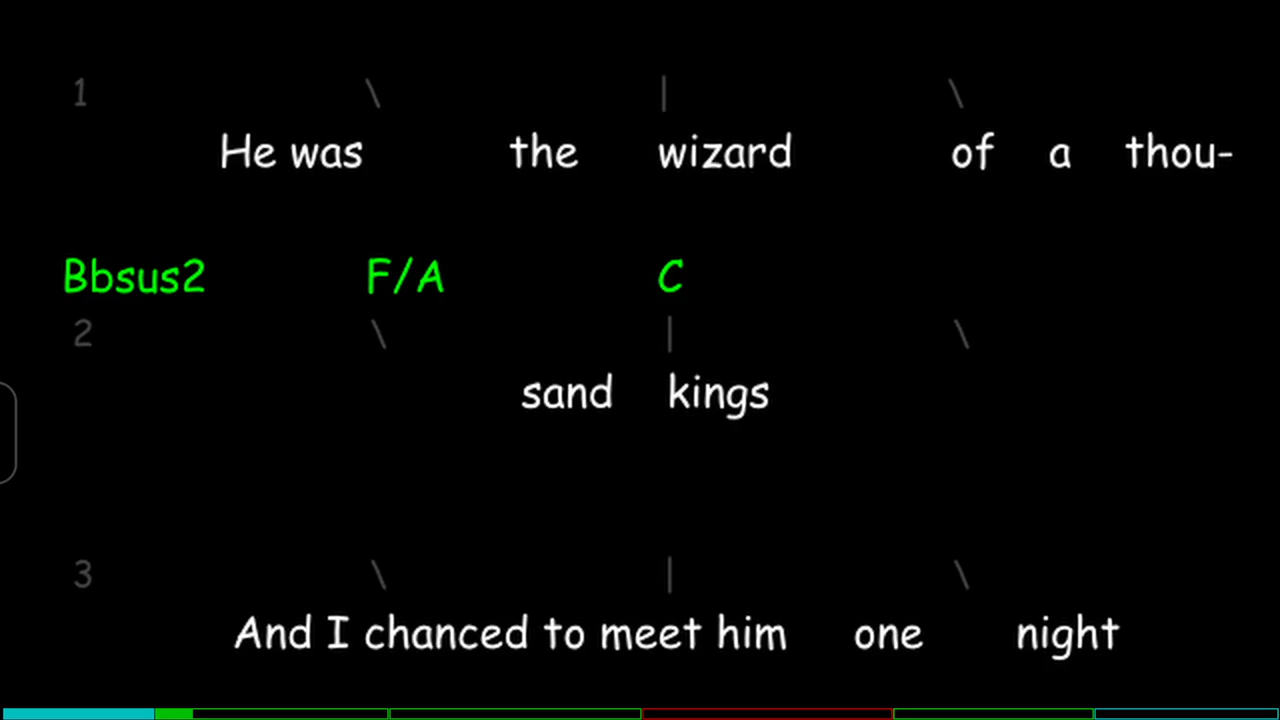 1 \ | \
He was the wizard of a thou-
Bbsus2 F/A C
2 \ | \
sand kings
3 \ | \
And I chanced to meet him one night